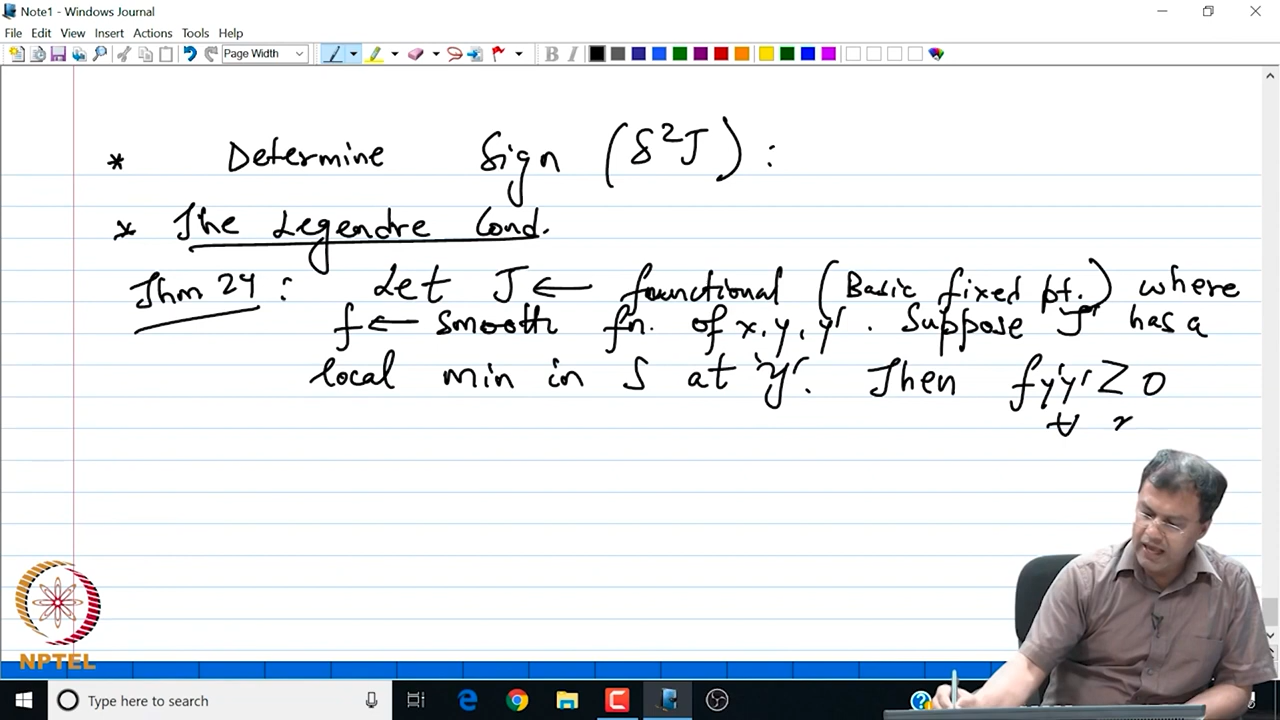 Note1 - Windows Journal
File Edit View Insert Actions Tools Help
Page Width B I
* Determine Sign (δ²J) :
* The Legendre Cond.
Thm 24 : Let J ← functional (Basic fixed pt.) where
f ← smooth fn. of x, y, y'. Suppose J has a
local min in S at 'y'. Then fy'y' ≥ 0
∀ x
NPTEL
Type here to search